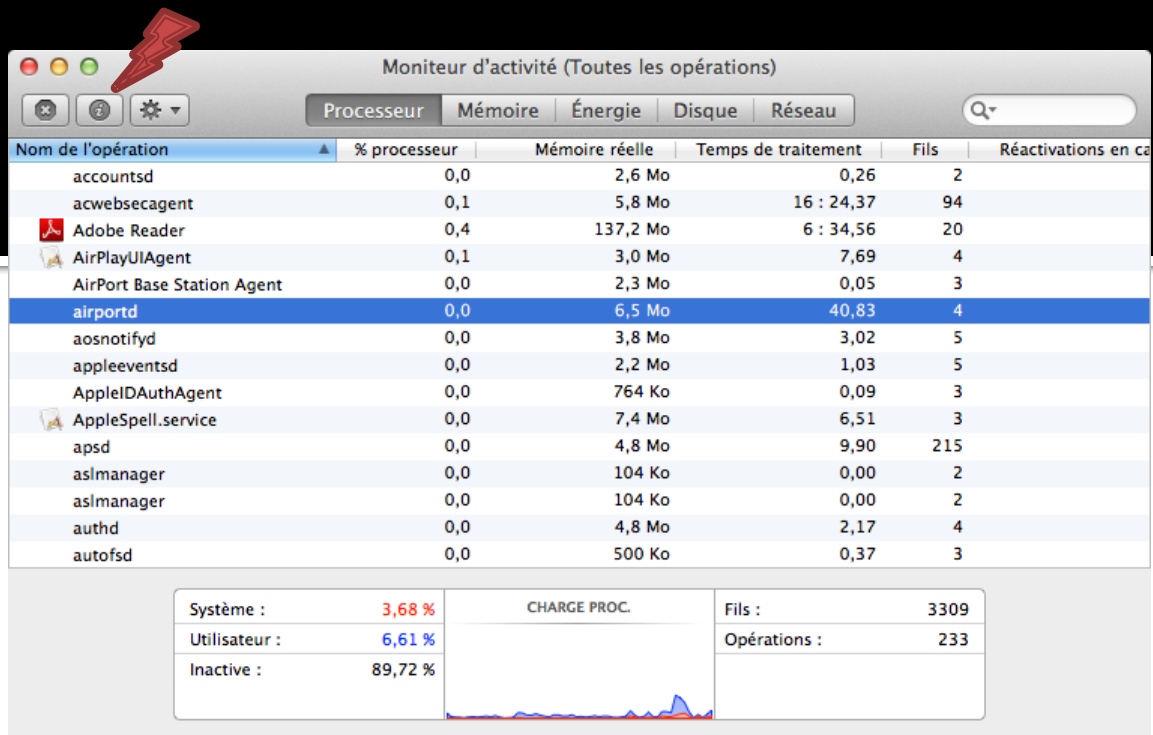 Moniteur d'activité (Toutes les opérations)
Processeur Mémoire Énergie Disque Réseau
Nom de l'opération % processeur Mémoire réelle Temps de traitement Fils Réactivations en ca
accountsd 0,0 2,6 Mo 0,26 2
acwebsecagent 0,1 5,8 Mo 16 : 24,37 94
Adobe Reader 0,4 137,2 Mo 6 : 34,56 20
AirPlayUIAgent 0,1 3,0 Mo 7,69 4
AirPort Base Station Agent 0,0 2,3 Mo 0,05 3
airportd 0,0 6,5 Mo 40,83 4
aosnotifyd 0,0 3,8 Mo 3,02 5
appleeventsd 0,0 2,2 Mo 1,03 5
AppleIDAuthAgent 0,0 764 Ko 0,09 3
AppleSpell.service 0,0 7,4 Mo 6,51 3
apsd 0,0 4,8 Mo 9,90 215
aslmanager 0,0 104 Ko 0,00 2
aslmanager 0,0 104 Ko 0,00 2
authd 0,0 4,8 Mo 2,17 4
autofsd 0,0 500 Ko 0,37 3
Système : 3,68 % CHARGE PROC. Fils : 3309
Utilisateur : 6,61 % Opérations : 233
Inactive : 89,72 %